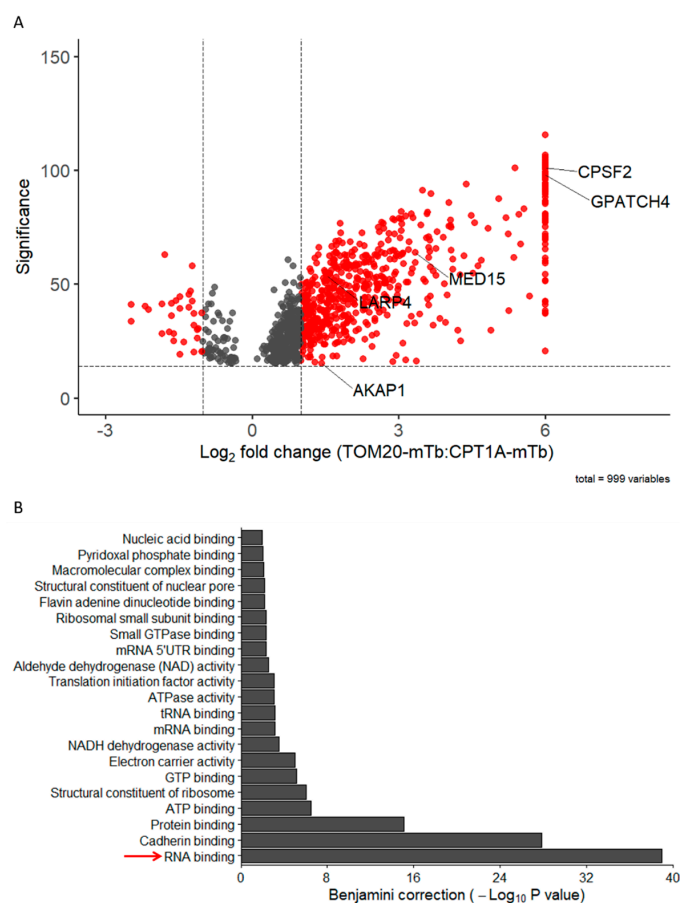 A
150
100
50
0
Significance
CPSF2
GPATCH4
MED15
LARP4
AKAP1
-3
0
3
6
Log2 fold change (TOM20-mTb:CPT1A-mTb)
total = 999 variables
B
Nucleic acid binding
Pyridoxal phosphate binding
Macromolecular complex binding
Structural constituent of nuclear pore
Flavin adenine dinucleotide binding
Ribosomal small subunit binding
Small GTPase binding
mRNA 5'UTR binding
Aldehyde dehydrogenase (NAD) activity
Translation initiation factor activity
ATPase activity
tRNA binding
mRNA binding
NADH dehydrogenase activity
Electron carrier activity
GTP binding
Structural constituent of ribosome
ATP binding
Protein binding
Cadherin binding
RNA binding
0
8
16
24
32
40
Benjamini correction ( −Log10 P value)